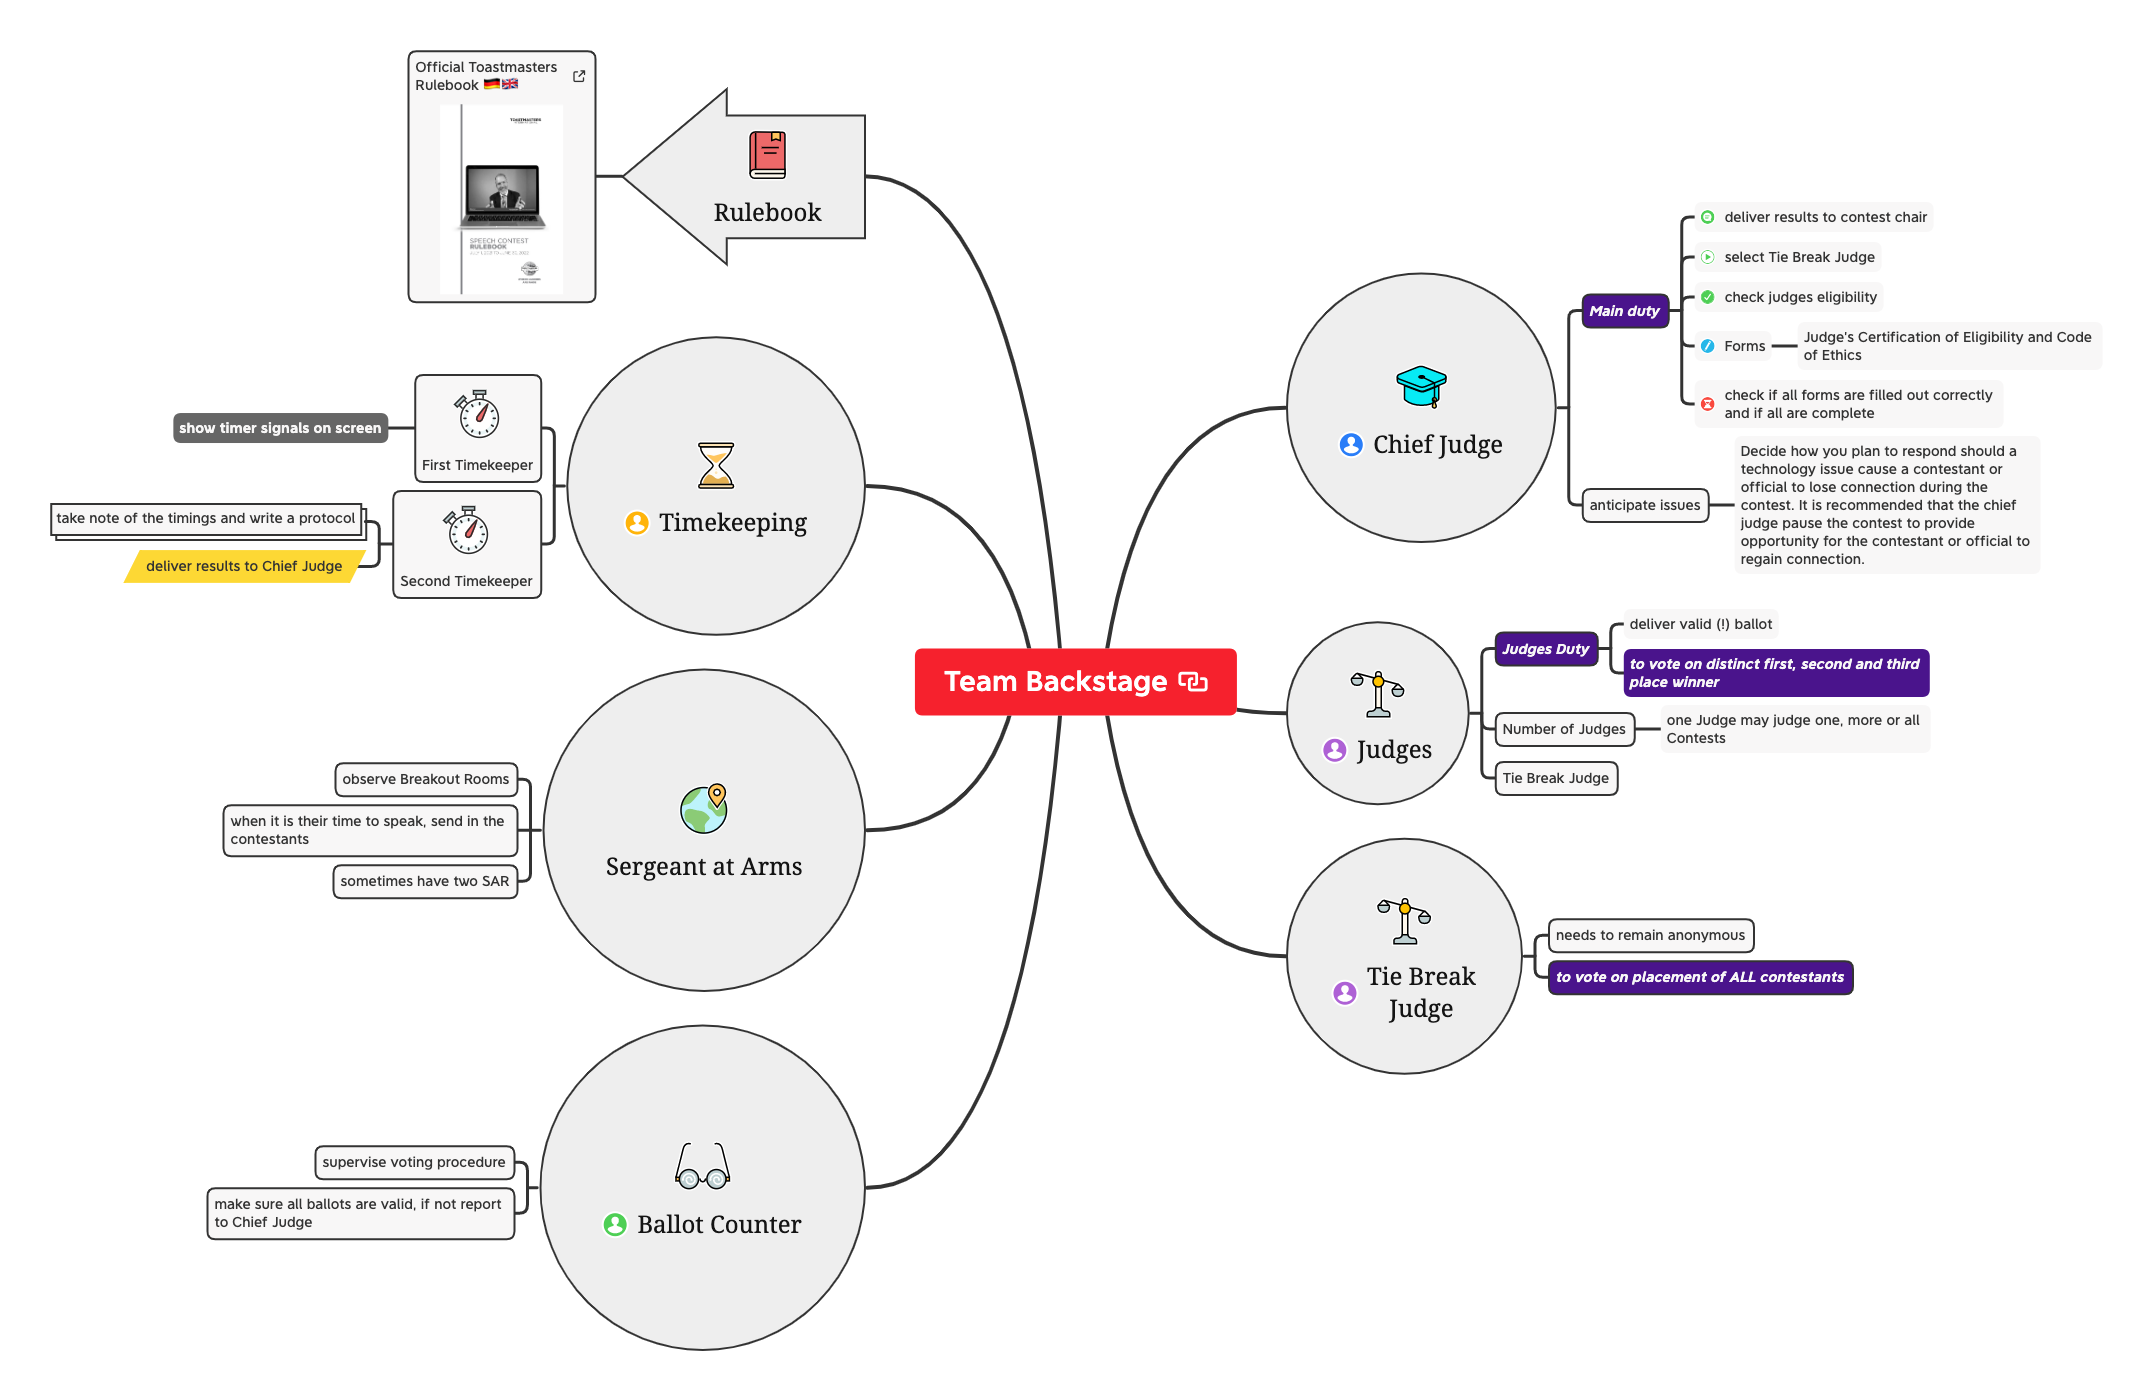 Official Toastmasters
Rulebook 🇩🇪🇬🇧
TOASTMASTERS
SPEECH CONTEST
RULEBOOK
Rulebook
show timer signals on screen
First Timekeeper
take note of the timings and write a protocol
deliver results to Chief Judge
Second Timekeeper
Timekeeping
observe Breakout Rooms
when it is their time to speak, send in the
contestants
sometimes have two SAR
Sergeant at Arms
supervise voting procedure
make sure all ballots are valid, if not report
to Chief Judge
Ballot Counter
Team Backstage
Chief Judge
Main duty
deliver results to contest chair
select Tie Break Judge
check judges eligibility
Forms
Judge's Certification of Eligibility and Code
of Ethics
check if all forms are filled out correctly
and if all are complete
anticipate issues
Decide how you plan to respond should a
technology issue cause a contestant or
official to lose connection during the
contest. It is recommended that the chief
judge pause the contest to provide
opportunity for the contestant or official to
regain connection.
Judges
Judges Duty
deliver valid (!) ballot
to vote on distinct first, second and third
place winner
Number of Judges
one Judge may judge one, more or all
Contests
Tie Break Judge
Tie Break
Judge
needs to remain anonymous
to vote on placement of ALL contestants